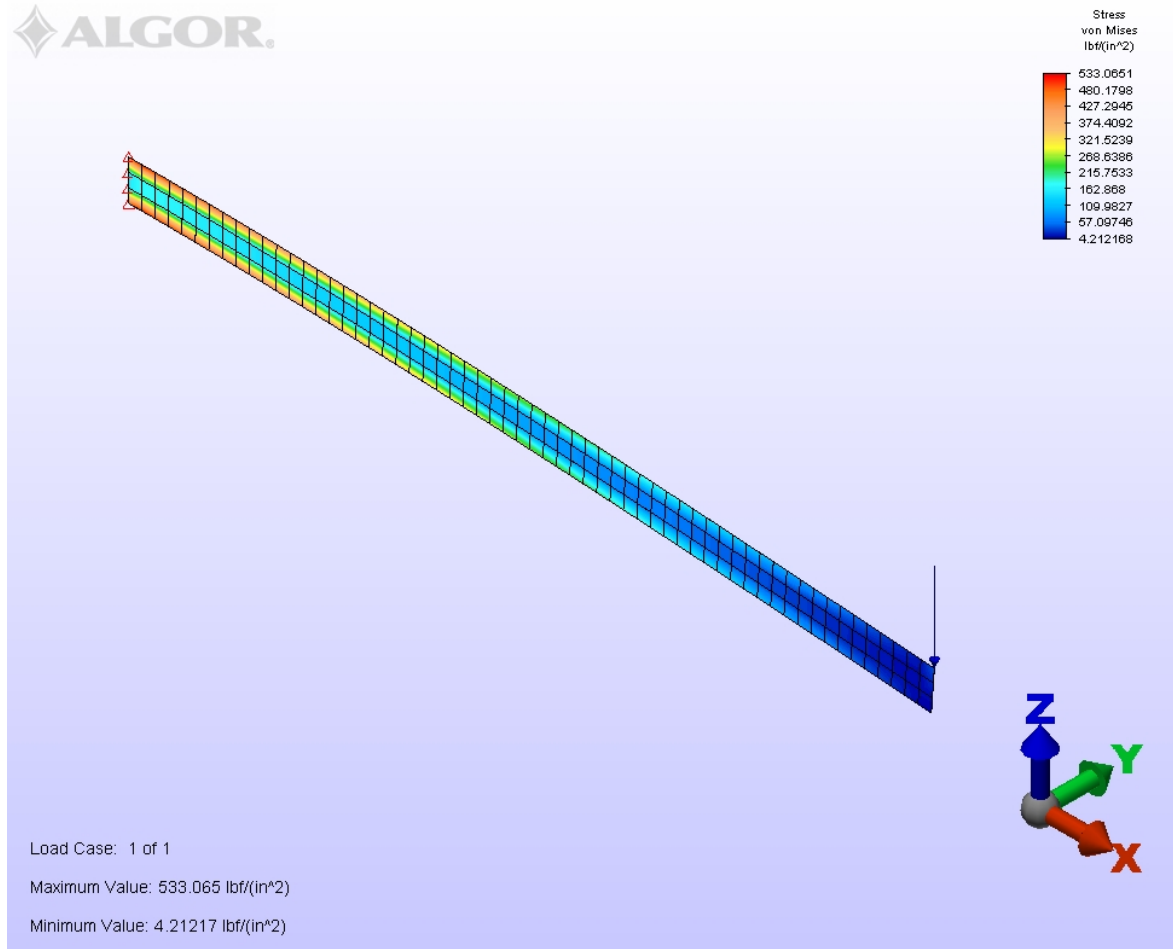 ALGOR®
Stress
von Mises
lbf/(in^2)
533.0651
480.1798
427.2945
374.4092
321.5239
268.6386
215.7533
162.868
109.9827
57.09746
4.212168
Z
Y
X
Load Case: 1 of 1
Maximum Value: 533.065 lbf/(in^2)
Minimum Value: 4.21217 lbf/(in^2)